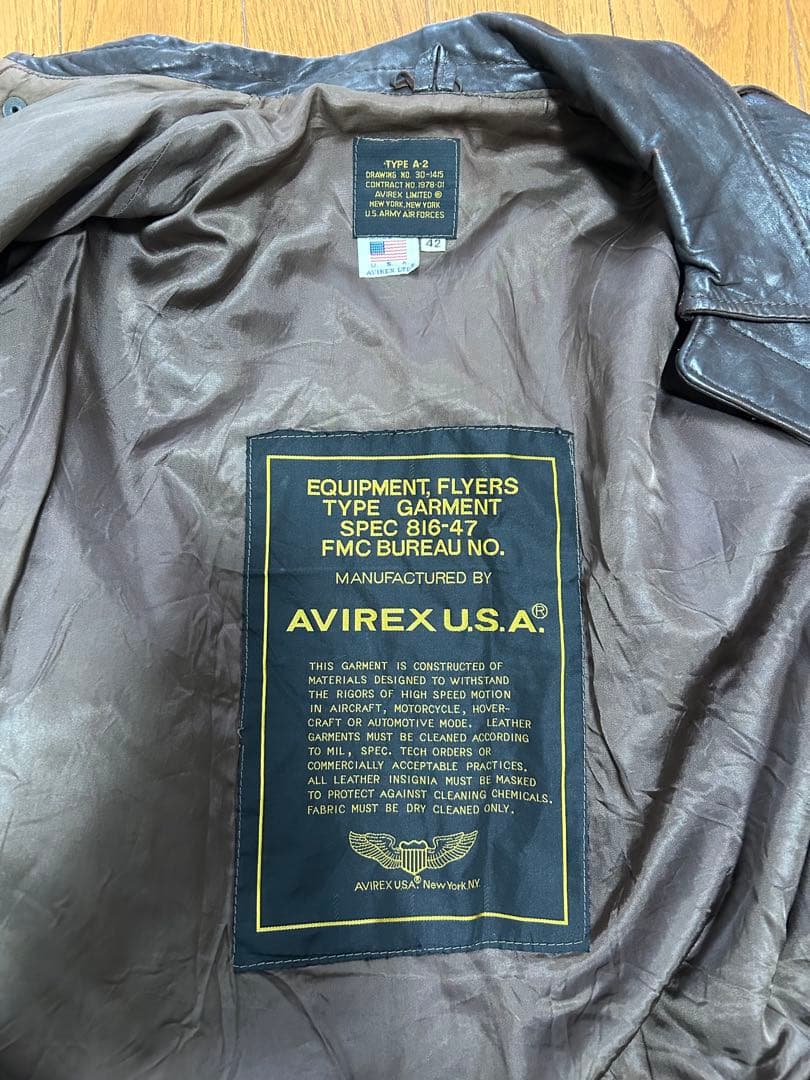 ·TYPE A·2
DRAWING NO. 30-1415
CONTRACT NO. 1978-01
AVIREX LIMITED ®
NEW YORK, NEW YORK
U.S. ARMY AIR FORCES
42
U S A
AVIREX LTD
EQUIPMENT, FLYERS
TYPE GARMENT
SPEC 816-47
FMC BUREAU NO.
MANUFACTURED BY
AVIREX U.S.A.®
THIS GARMENT IS CONSTRUCTED OF
MATERIALS DESIGNED TO WITHSTAND
THE RIGORS OF HIGH SPEED MOTION
IN AIRCRAFT, MOTORCYCLE, HOVER-
CRAFT OR AUTOMOTIVE MODE. LEATHER
GARMENTS MUST BE CLEANED ACCORDING
TO MIL, SPEC. TECH ORDERS OR
COMMERCIALLY ACCEPTABLE PRACTICES.
ALL LEATHER INSIGNIA MUST BE MASKED
TO PROTECT AGAINST CLEANING CHEMICALS.
FABRIC MUST BE DRY CLEANED ONLY.
AVIREX U.S.A.® New York, NY.